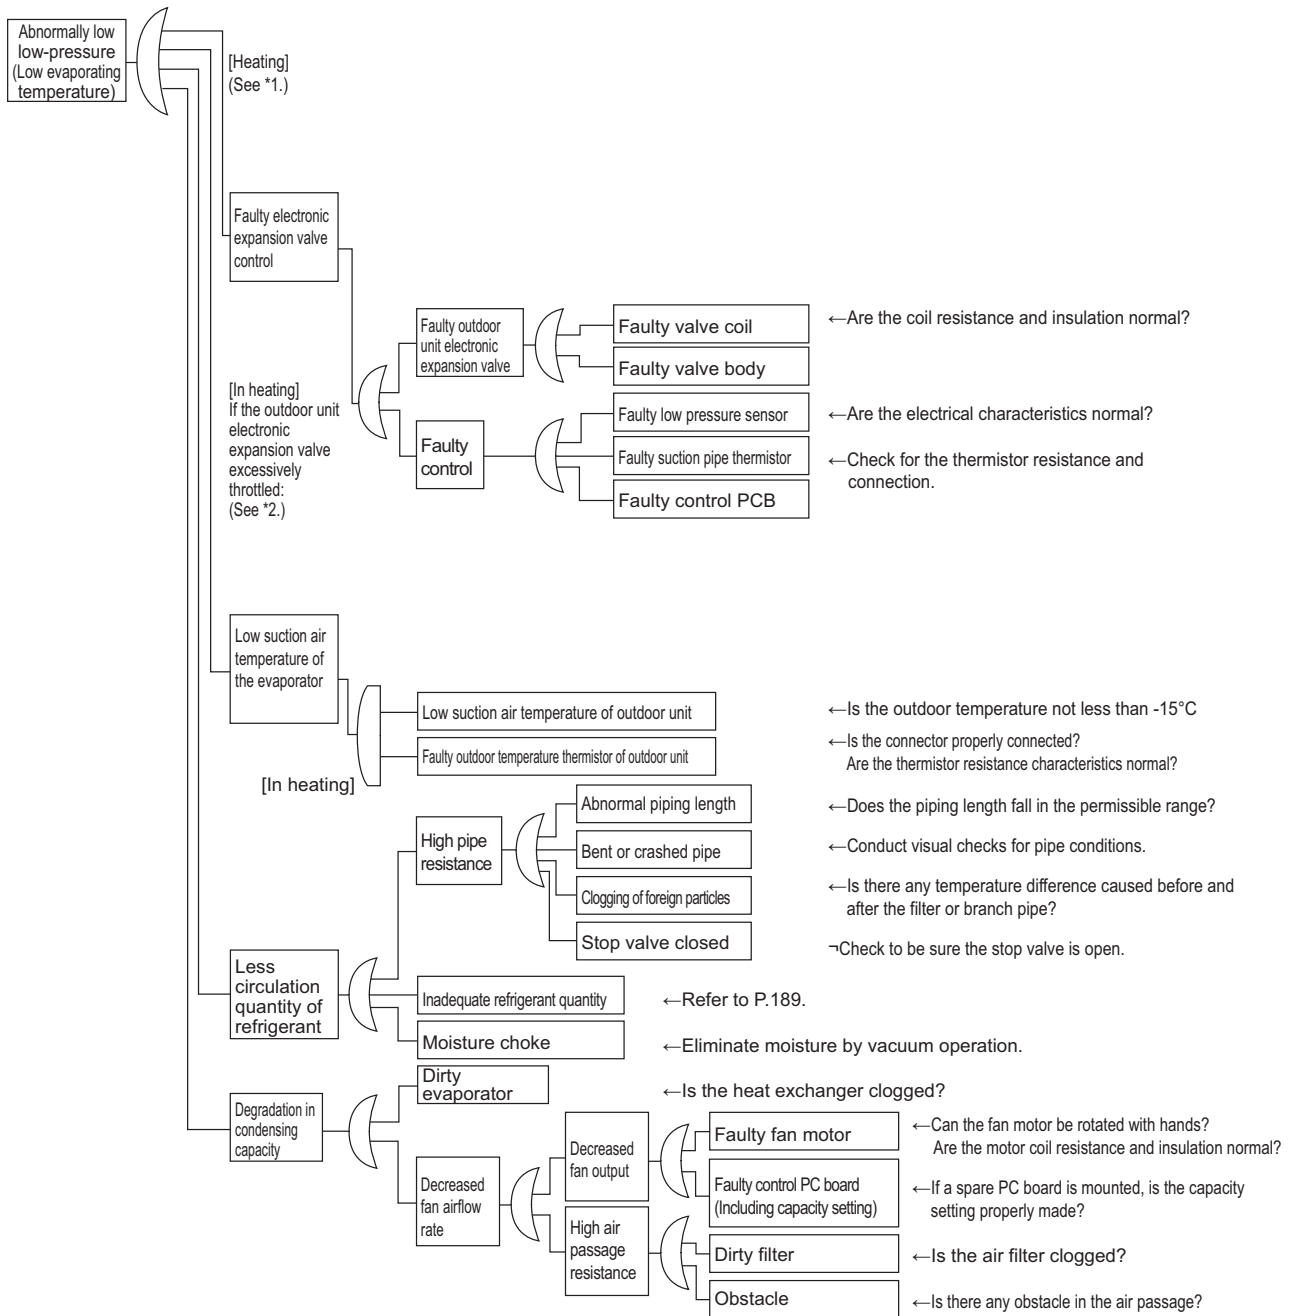 Abnormally low
low-pressure
(Low evaporating
temperature)
[Heating]
(See *1.)
Faulty electronic
expansion valve
control
[In heating]
If the outdoor unit
electronic
expansion valve
excessively
throttled:
(See *2.)
Faulty outdoor
unit electronic
expansion valve
Faulty valve coil
←Are the coil resistance and insulation normal?
Faulty valve body
Faulty
control
Faulty low pressure sensor
←Are the electrical characteristics normal?
Faulty suction pipe thermistor
←Check for the thermistor resistance and
connection.
Faulty control PCB
Low suction air
temperature of
the evaporator
[In heating]
Low suction air temperature of outdoor unit
←Is the outdoor temperature not less than -15°C
Faulty outdoor temperature thermistor of outdoor unit
←Is the connector properly connected?
Are the thermistor resistance characteristics normal?
Less
circulation
quantity of
refrigerant
High pipe
resistance
Abnormal piping length
←Does the piping length fall in the permissible range?
Bent or crashed pipe
←Conduct visual checks for pipe conditions.
Clogging of foreign particles
←Is there any temperature difference caused before and
after the filter or branch pipe?
Stop valve closed
¬Check to be sure the stop valve is open.
Inadequate refrigerant quantity
←Refer to P.189.
Moisture choke
←Eliminate moisture by vacuum operation.
Degradation in
condensing
capacity
Dirty
evaporator
←Is the heat exchanger clogged?
Decreased
fan airflow
rate
Decreased
fan output
Faulty fan motor
←Can the fan motor be rotated with hands?
Are the motor coil resistance and insulation normal?
Faulty control PC board
(Including capacity setting)
←If a spare PC board is mounted, is the capacity
setting properly made?
High air
passage
resistance
Dirty filter
←Is the air filter clogged?
Obstacle
←Is there any obstacle in the air passage?